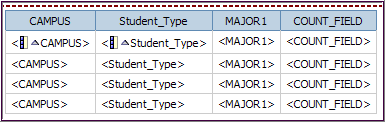 CAMPUS Student_Type MAJOR1 COUNT_FIELD
<CAMPUS> <Student_Type> <MAJOR1> <COUNT_FIELD>
<CAMPUS> <Student_Type> <MAJOR1> <COUNT_FIELD>
<CAMPUS> <Student_Type> <MAJOR1> <COUNT_FIELD>
<CAMPUS> <Student_Type> <MAJOR1> <COUNT_FIELD>